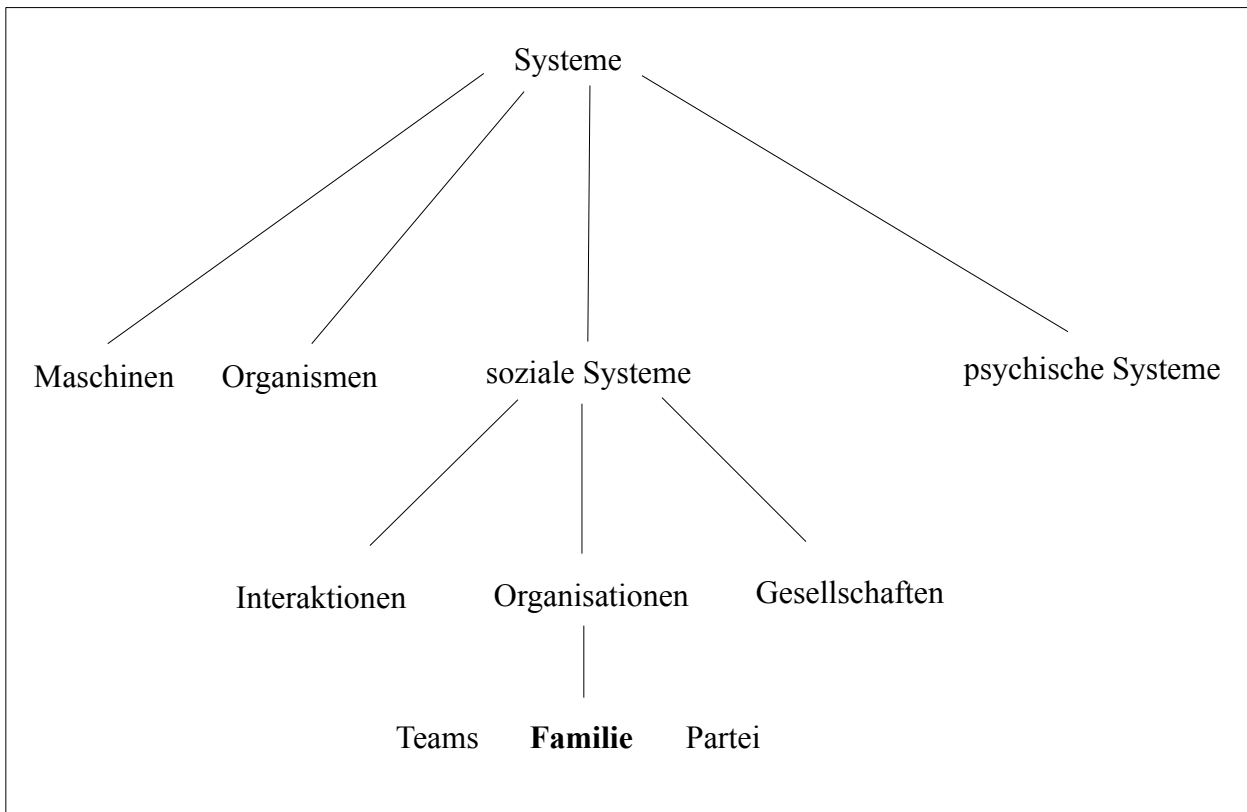 Systeme
Maschinen Organismen soziale Systeme psychische Systeme
Interaktionen Organisationen Gesellschaften
Teams Familie Partei